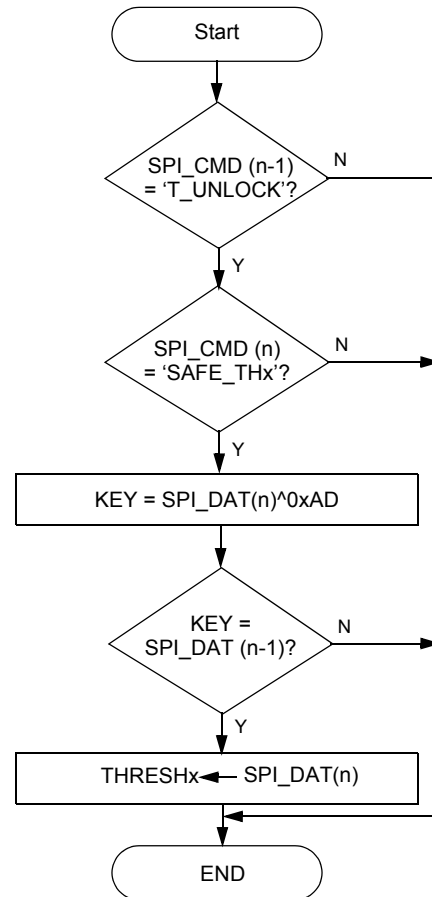 Start
SPI_CMD (n-1)
= ‘T_UNLOCK’?
N
Y
SPI_CMD (n)
= ‘SAFE_THx’?
N
Y
KEY = SPI_DAT(n)^0xAD
KEY =
SPI_DAT (n-1)?
N
Y
THRESHx SPI_DAT(n)
END